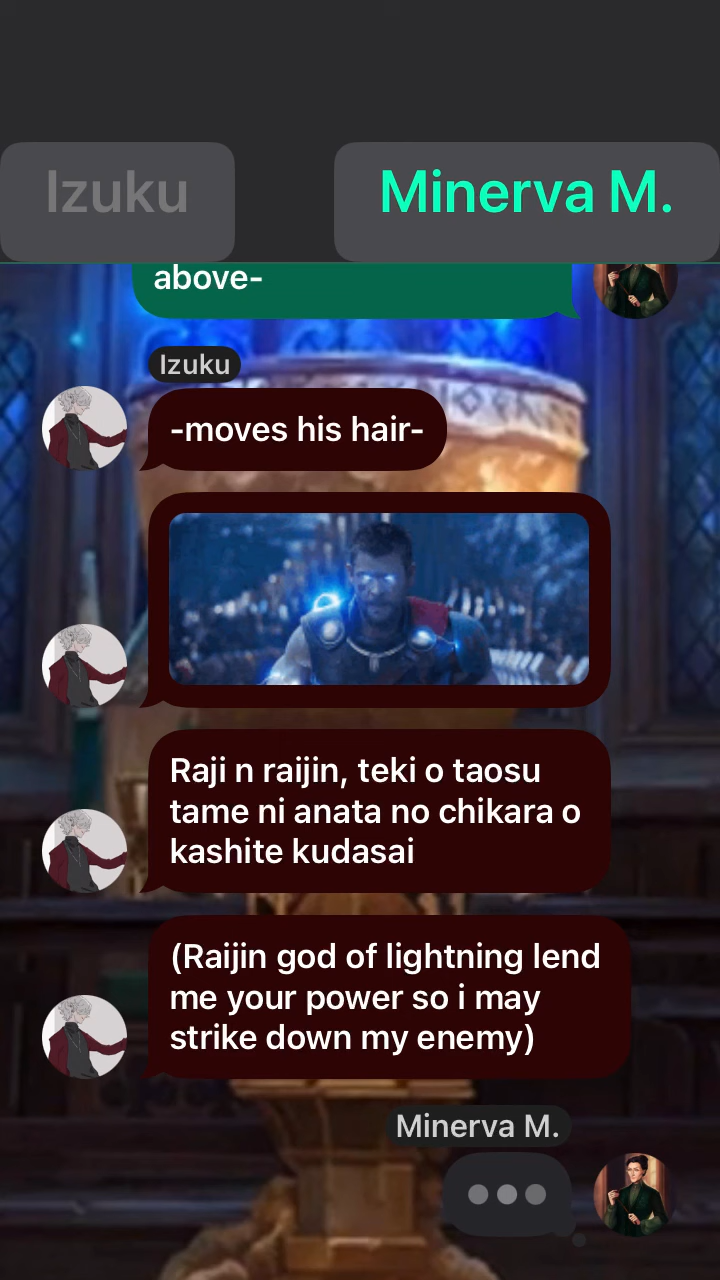 Izuku
Minerva M.
above-
Izuku
-moves his hair-
Raji n raijin, teki o taosu
tame ni anata no chikara o
kashite kudasai
(Raijin god of lightning lend
me your power so i may
strike down my enemy)
Minerva M.